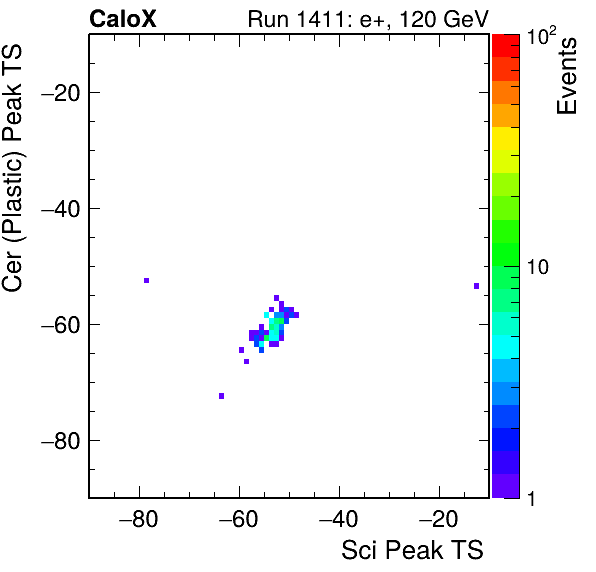 CaloX Run 1411: e+, 120 GeV
Cer (Plastic) Peak TS
−20
−40
−60
−80
−80 −60 −40 −20
Sci Peak TS
10²
10
1
Events